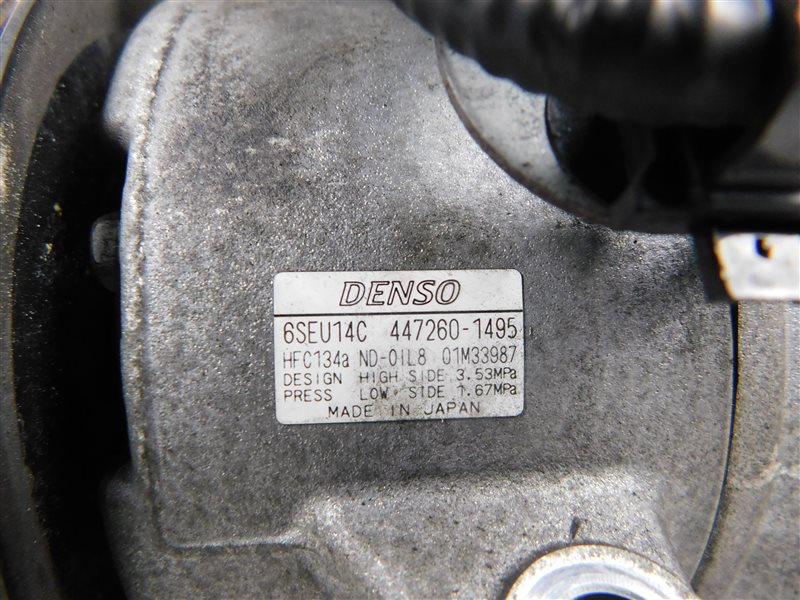 DENSO
6SEU14C 447260-1495
HFC134a ND-OIL8 01M33987
DESIGN HIGH SIDE 3.53MPa
PRESS LOW SIDE 1.67MPa
MADE IN JAPAN